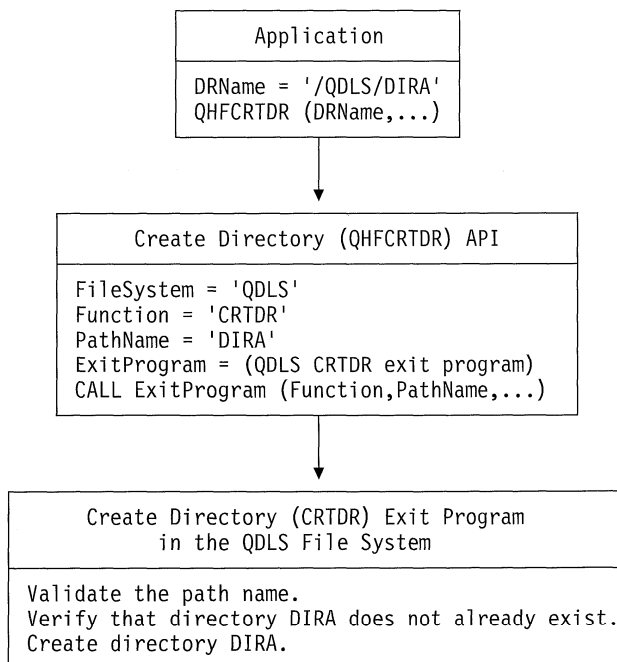 Application
DRName = '/QDLS/DIRA'
QHFCRTDR (DRName,...)
Create Directory (QHFCRTDR) API
FileSystem = 'QDLS'
Function = 'CRTDR'
PathName = 'DIRA'
ExitProgram = (QDLS CRTDR exit program)
CALL ExitProgram (Function,PathName,...)
Create Directory (CRTDR) Exit Program
in the QDLS File System
Validate the path name.
Verify that directory DIRA does not already exist.
Create directory DIRA.